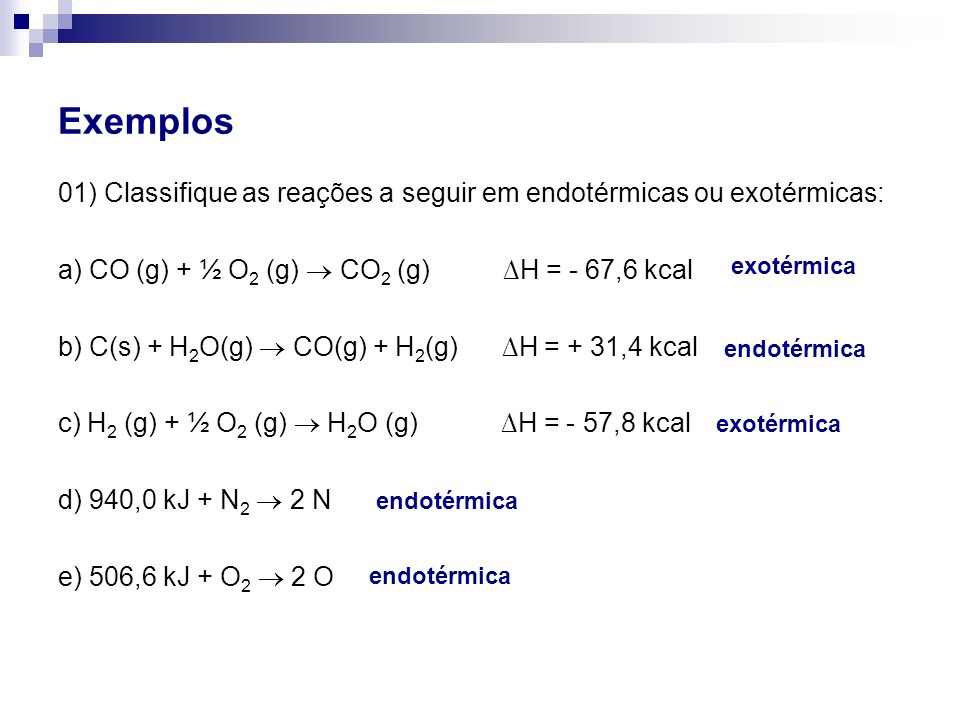 Exemplos
01) Classifique as reações a seguir em endotérmicas ou exotérmicas:
a) CO (g) + ½ O₂ (g) → CO₂ (g) ∆H = - 67,6 kcal exotérmica
b) C(s) + H₂O(g) → CO(g) + H₂(g) ∆H = + 31,4 kcal endotérmica
c) H₂ (g) + ½ O₂ (g) → H₂O (g) ∆H = - 57,8 kcal exotérmica
d) 940,0 kJ + N₂ → 2 N endotérmica
e) 506,6 kJ + O₂ → 2 O endotérmica